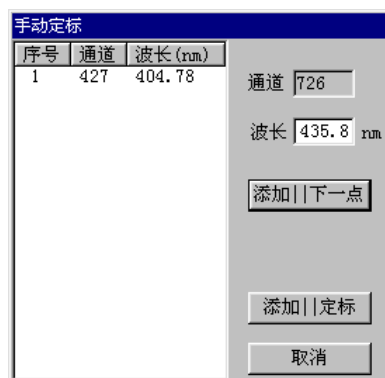 手动定标
序号 通道 波长(nm)
1 427 404.78
通道 726
波长 435.8 nm
添加||下一点
添加||定标
取消